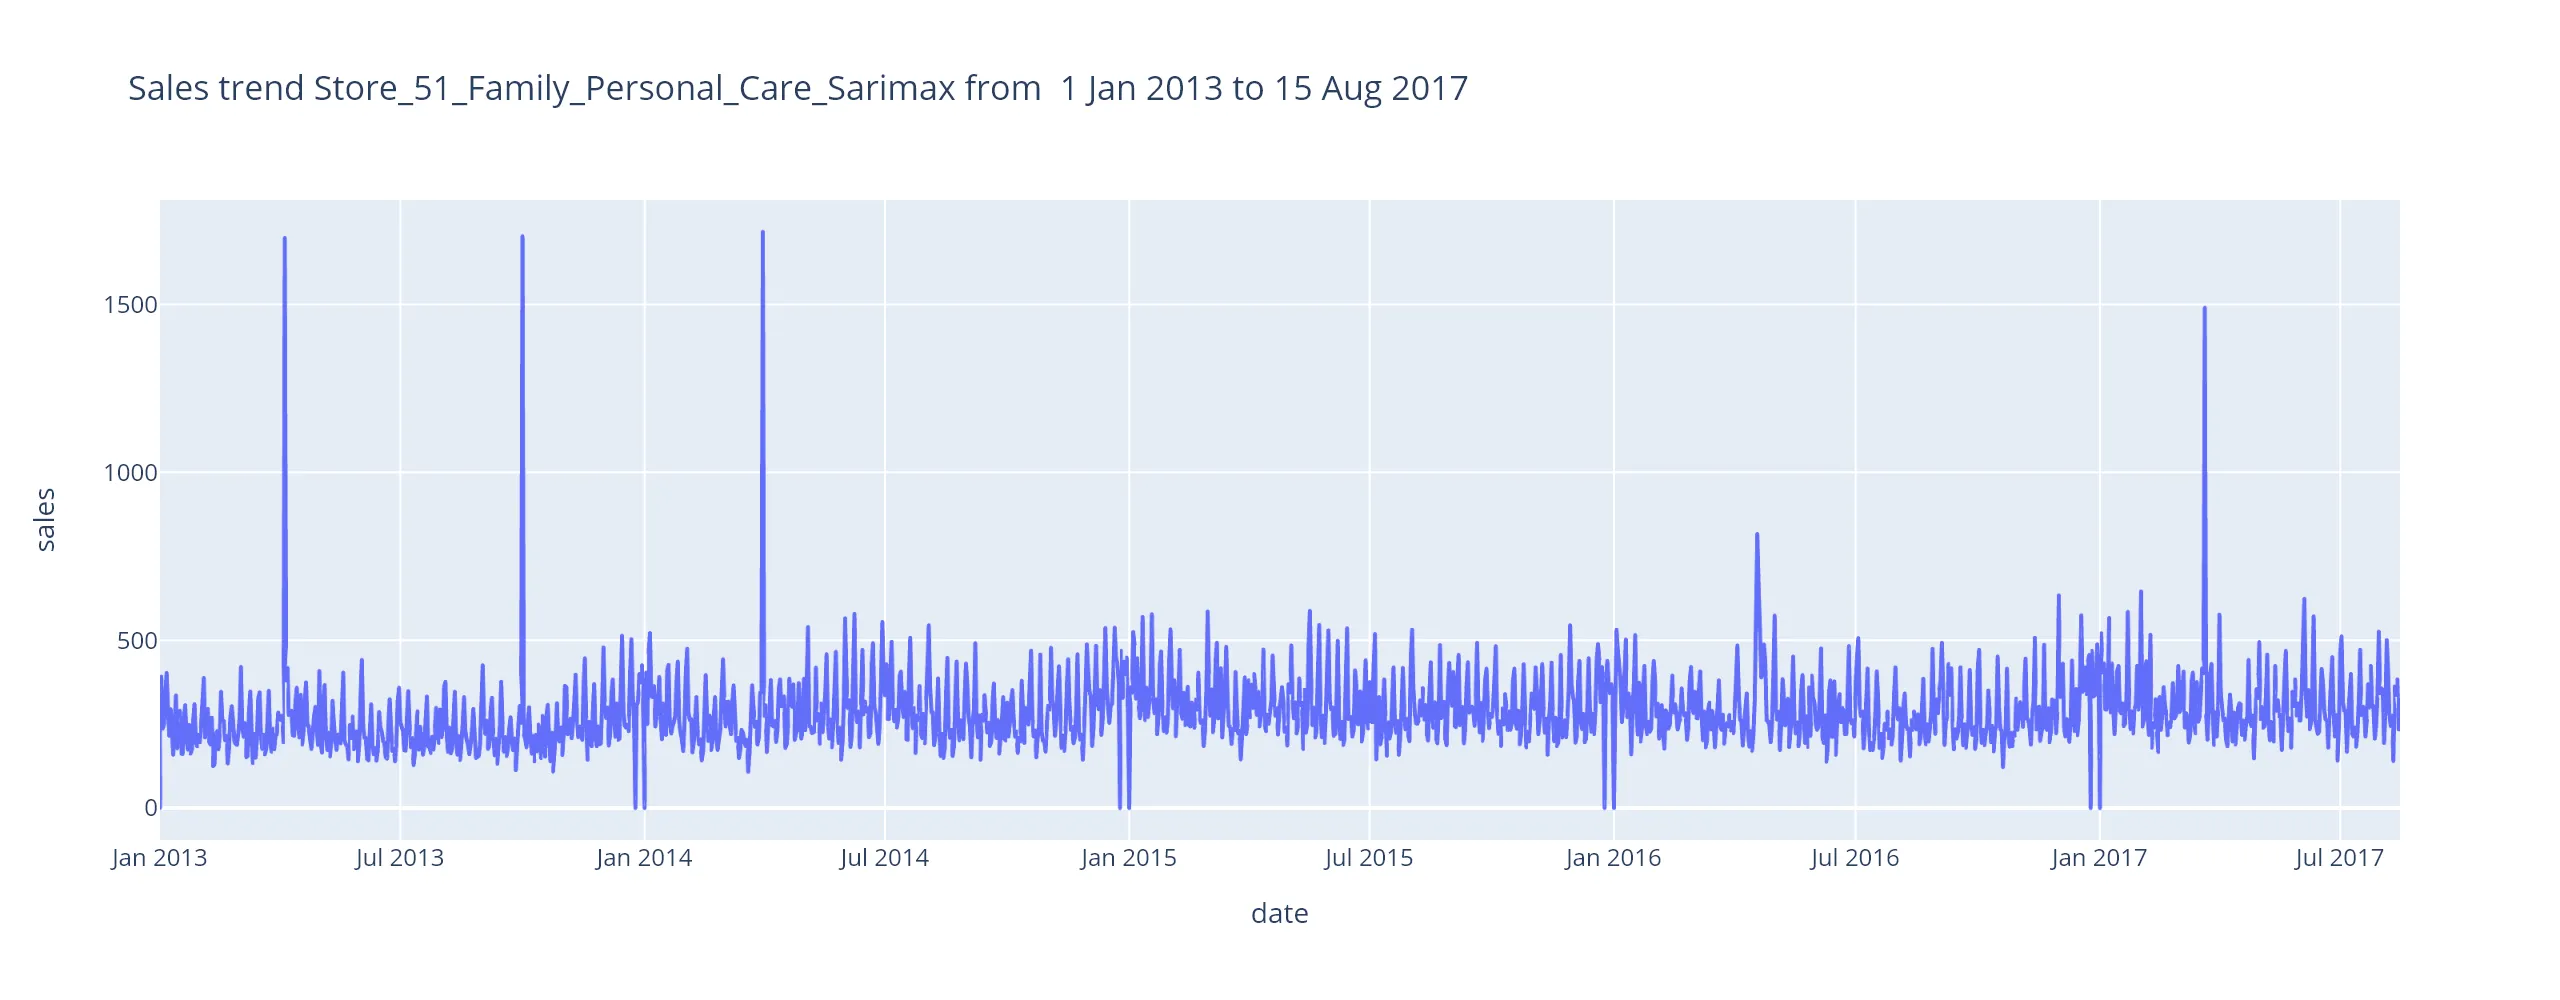 Sales trend Store_51_Family_Personal_Care_Sarimax from  1 Jan 2013 to 15 Aug 2017
1500
1000
500
0
sales
Jan 2013 Jul 2013 Jan 2014 Jul 2014 Jan 2015 Jul 2015 Jan 2016 Jul 2016 Jan 2017 Jul 2017
date